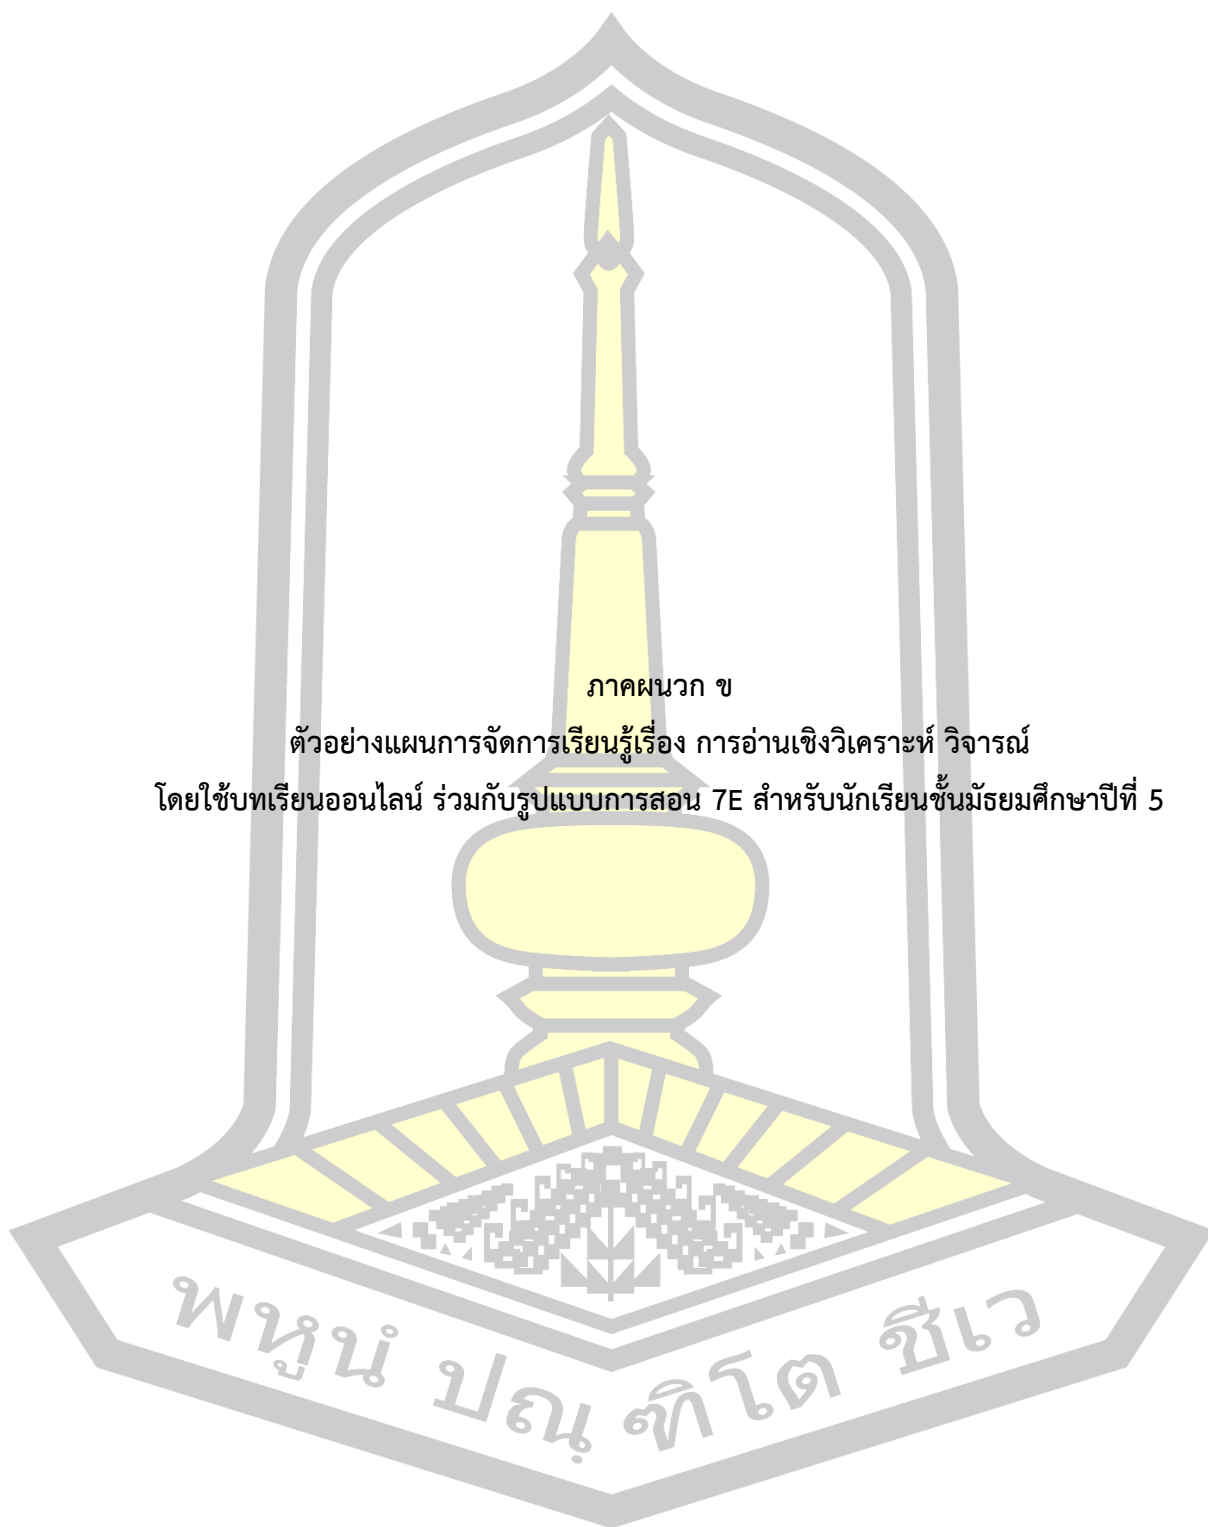 ภาคผนวก ข
ตัวอย่างแผนการจัดการเรียนรู้เรื่อง การอ่านเชิงวิเคราะห์ วิจารณ์
โดยใช้บทเรียนออนไลน์ ร่วมกับรูปแบบการสอน 7E สำหรับนักเรียนชั้นมัธยมศึกษาปีที่ 5
พหูนํ ปณฺฑิโต ชีเว